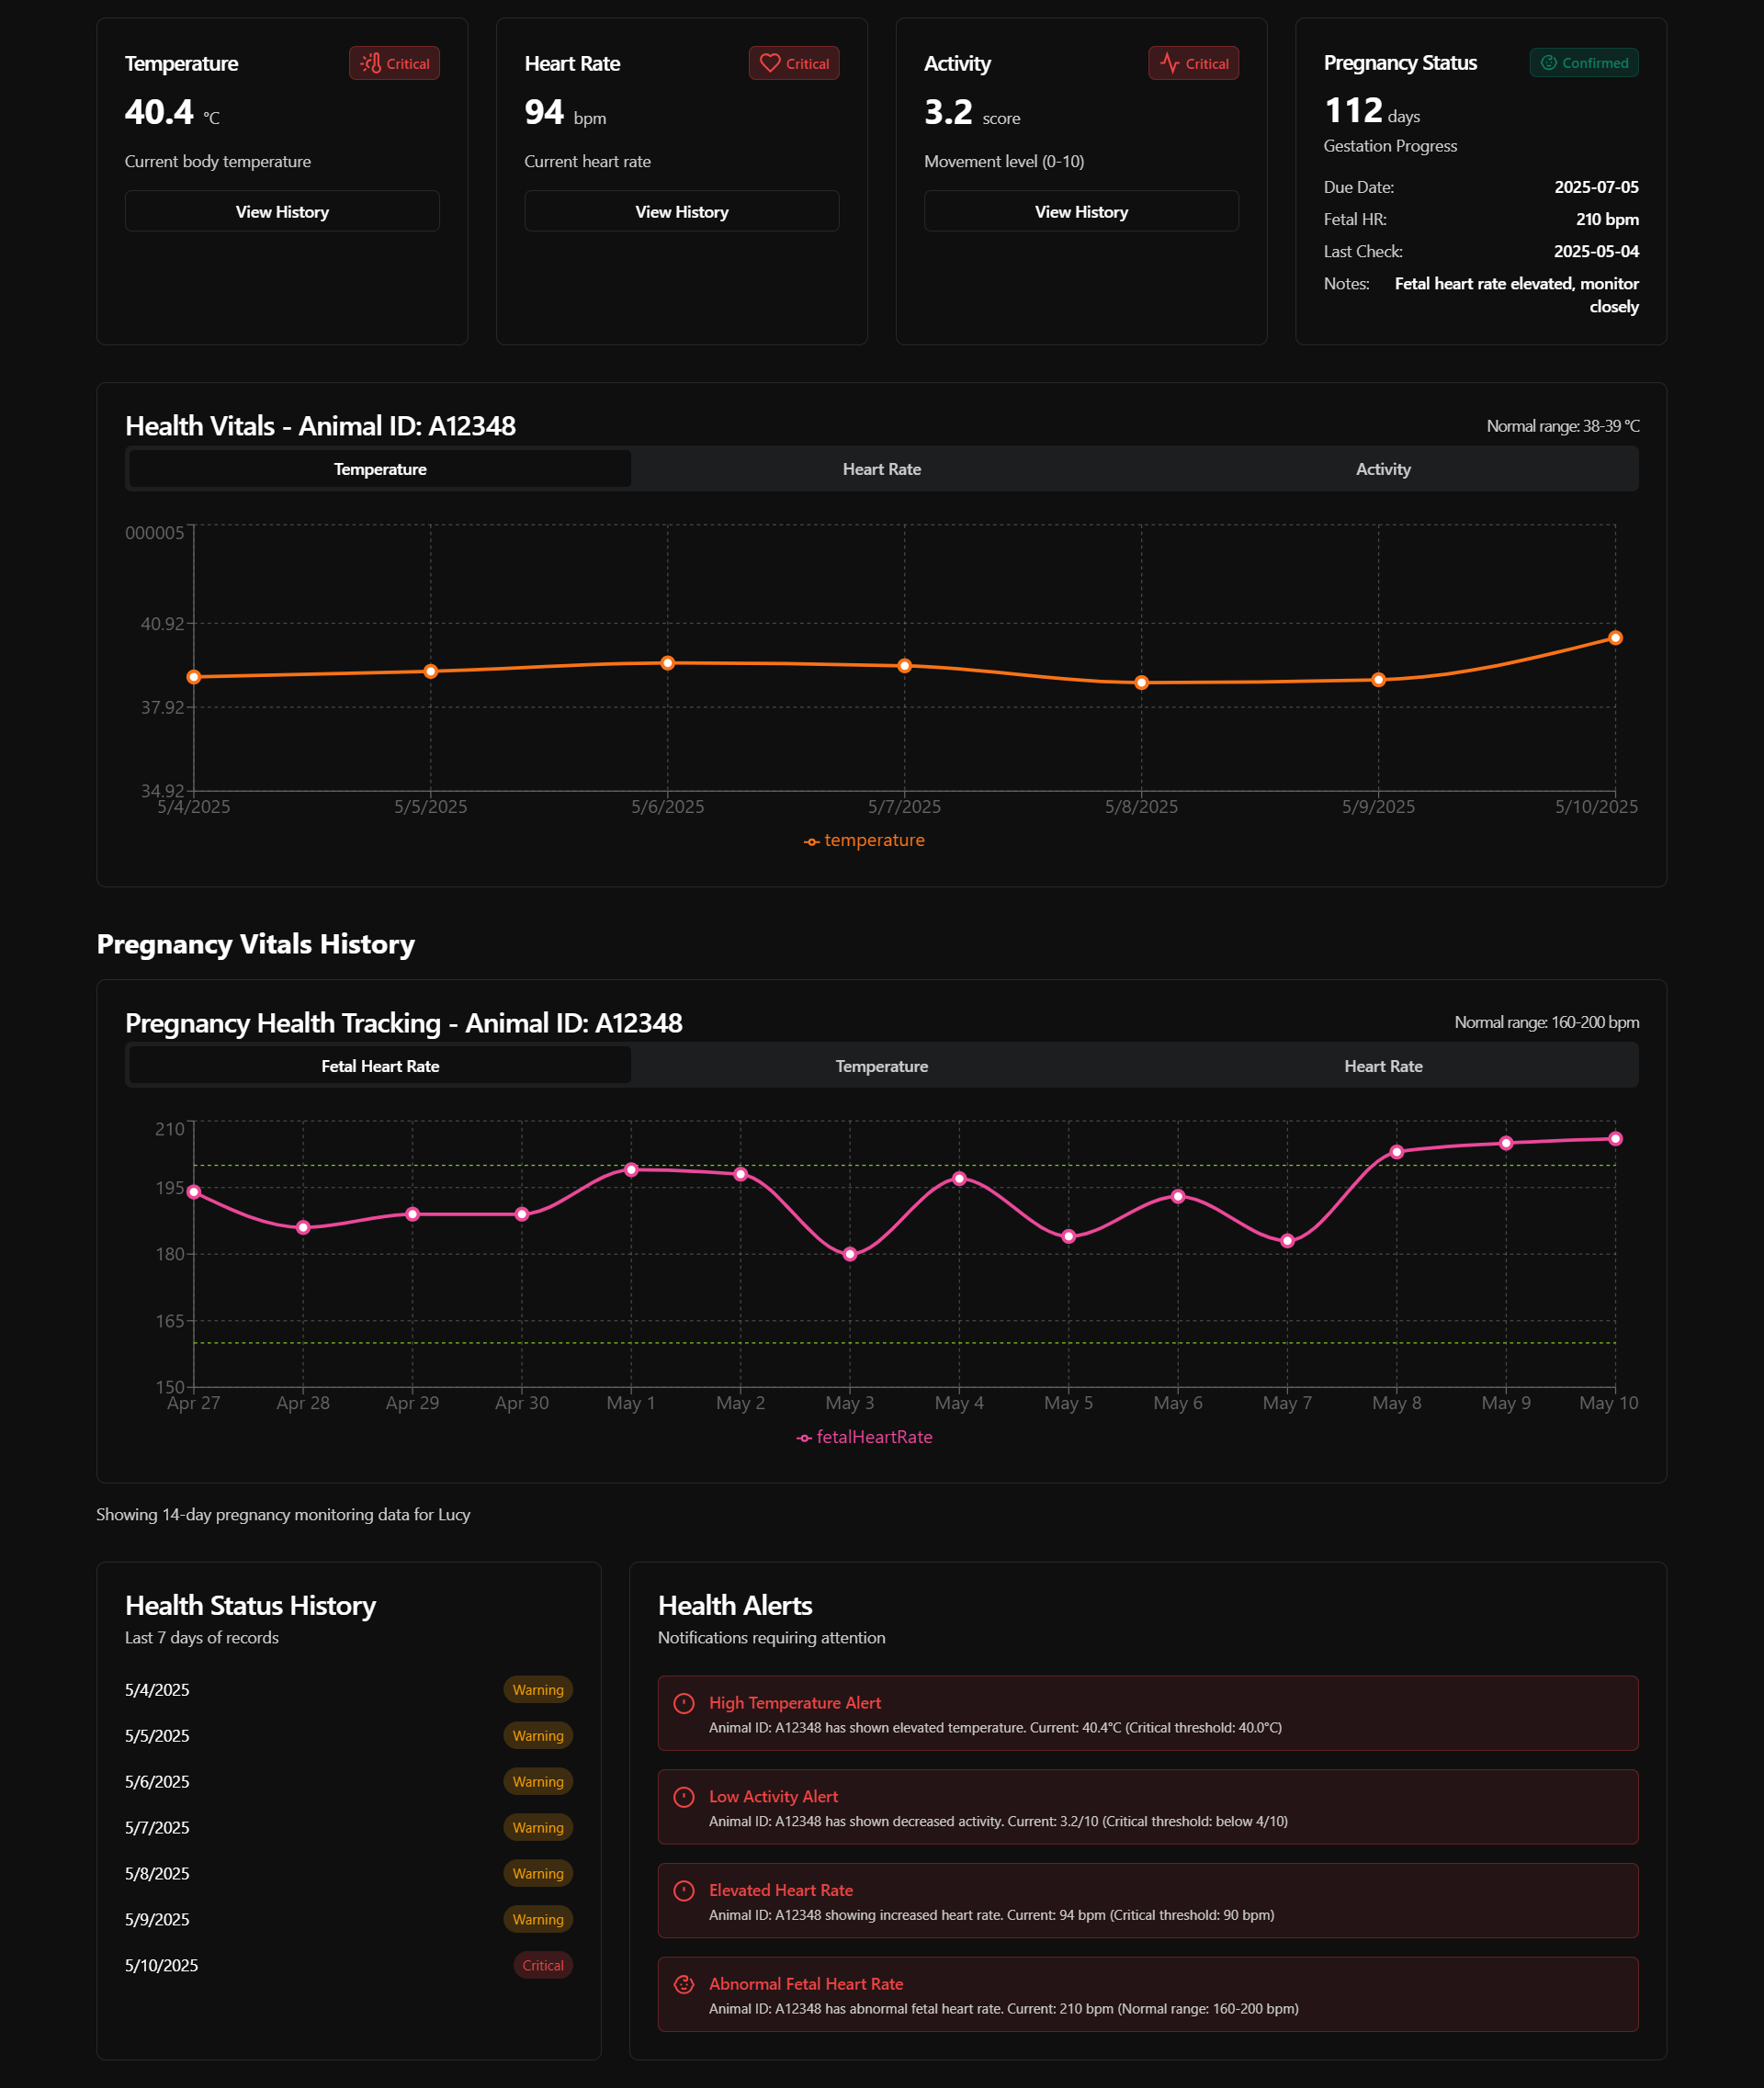 Temperature
Critical
40.4 °C
Current body temperature
View History
Heart Rate
Critical
94 bpm
Current heart rate
View History
Activity
Critical
3.2 score
Movement level (0-10)
View History
Pregnancy Status
Confirmed
112 days
Gestation Progress
Due Date: 2025-07-05
Fetal HR: 210 bpm
Last Check: 2025-05-04
Notes: Fetal heart rate elevated, monitor
closely
Health Vitals - Animal ID: A12348
Normal range: 38-39 °C
Temperature Heart Rate Activity
000005
40.92
37.92
34.92
5/4/2025 5/5/2025 5/6/2025 5/7/2025 5/8/2025 5/9/2025 5/10/2025
temperature
Pregnancy Vitals History
Pregnancy Health Tracking - Animal ID: A12348
Normal range: 160-200 bpm
Fetal Heart Rate Temperature Heart Rate
210
195
180
165
150
Apr 27 Apr 28 Apr 29 Apr 30 May 1 May 2 May 3 May 4 May 5 May 6 May 7 May 8 May 9 May 10
fetalHeartRate
Showing 14-day pregnancy monitoring data for Lucy
Health Status History
Last 7 days of records
5/4/2025 Warning
5/5/2025 Warning
5/6/2025 Warning
5/7/2025 Warning
5/8/2025 Warning
5/9/2025 Warning
5/10/2025 Critical
Health Alerts
Notifications requiring attention
High Temperature Alert
Animal ID: A12348 has shown elevated temperature. Current: 40.4°C (Critical threshold: 40.0°C)
Low Activity Alert
Animal ID: A12348 has shown decreased activity. Current: 3.2/10 (Critical threshold: below 4/10)
Elevated Heart Rate
Animal ID: A12348 showing increased heart rate. Current: 94 bpm (Critical threshold: 90 bpm)
Abnormal Fetal Heart Rate
Animal ID: A12348 has abnormal fetal heart rate. Current: 210 bpm (Normal range: 160-200 bpm)